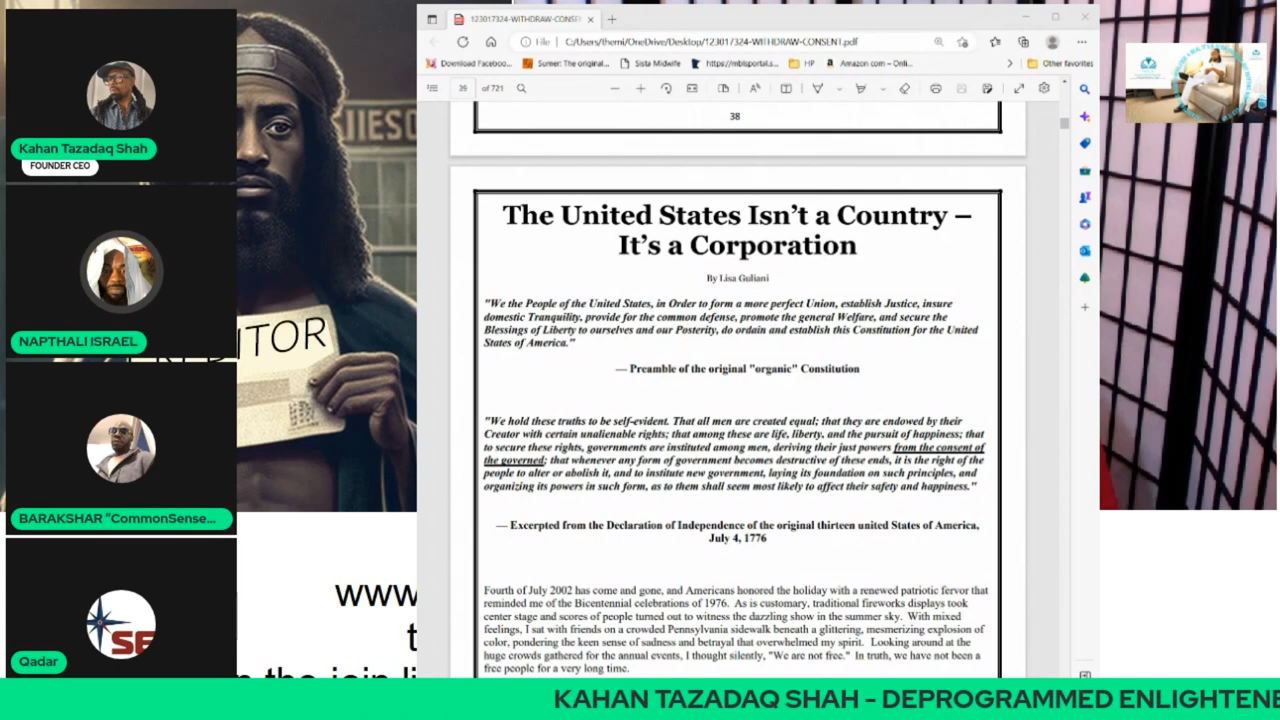 Kahan Tazadaq Shah
FOUNDER CEO
NAPTHALI ISRAEL
BARAKSHAR "CommonSense...
Qadar
SE
JIESC
ITOR
www
123017324-WITHDRAW-CONSE
File
C:/Users/themi/OneDrive/Desktop/123017324-WITHDRAW-CONSENT.pdf
Download Faceboo...
Sumer: The original...
Sista Midwife
https://mblsportal.s...
HP
Amazon com – Onli...
Other favorites
39 of 721
38
The United States Isn't a Country –
It's a Corporation
By Lisa Guliani
"We the People of the United States, in Order to form a more perfect Union, establish Justice, insure
domestic Tranquility, provide for the common defense, promote the general Welfare, and secure the
Blessings of Liberty to ourselves and our Posterity, do ordain and establish this Constitution for the United
States of America."
— Preamble of the original "organic" Constitution
"We hold these truths to be self-evident. That all men are created equal; that they are endowed by their
Creator with certain unalienable rights; that among these are life, liberty, and the pursuit of happiness; that
to secure these rights, governments are instituted among men, deriving their just powers from the consent of
the governed; that whenever any form of government becomes destructive of these ends, it is the right of the
people to alter or abolish it, and to institute new government, laying its foundation on such principles, and
organizing its powers in such form, as to them shall seem most likely to affect their safety and happiness."
— Excerpted from the Declaration of Independence of the original thirteen united States of America,
July 4, 1776
Fourth of July 2002 has come and gone, and Americans honored the holiday with a renewed patriotic fervor that
reminded me of the Bicentennial celebrations of 1976. As is customary, traditional fireworks displays took
center stage and scores of people turned out to witness the dazzling show in the summer sky. With mixed
feelings, I sat with friends on a crowded Pennsylvania sidewalk beneath a glittering, mesmerizing explosion of
color, pondering the keen sense of sadness and betrayal that overwhelmed my spirit. Looking around at the
huge crowds gathered for the annual events, I thought silently, "We are not free." In truth, we have not been a
free people for a very long time.
KAHAN TAZADAQ SHAH - DEPROGRAMMED ENLIGHTENE